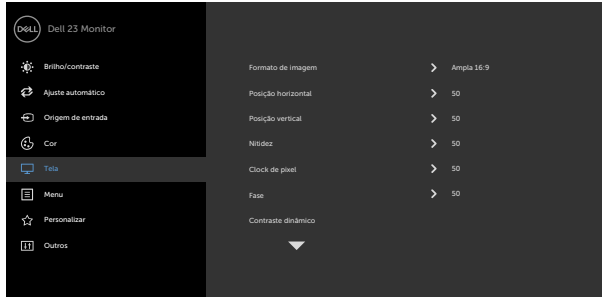 DELL
Dell 23 Monitor
Brilho/contraste
Ajuste automático
Origem de entrada
Cor
Tela
Menu
Personalizar
Outros
Formato de imagem Ampla 16:9
Posição horizontal 50
Posição vertical 50
Nitidez 50
Clock de pixel 50
Fase 50
Contraste dinâmico